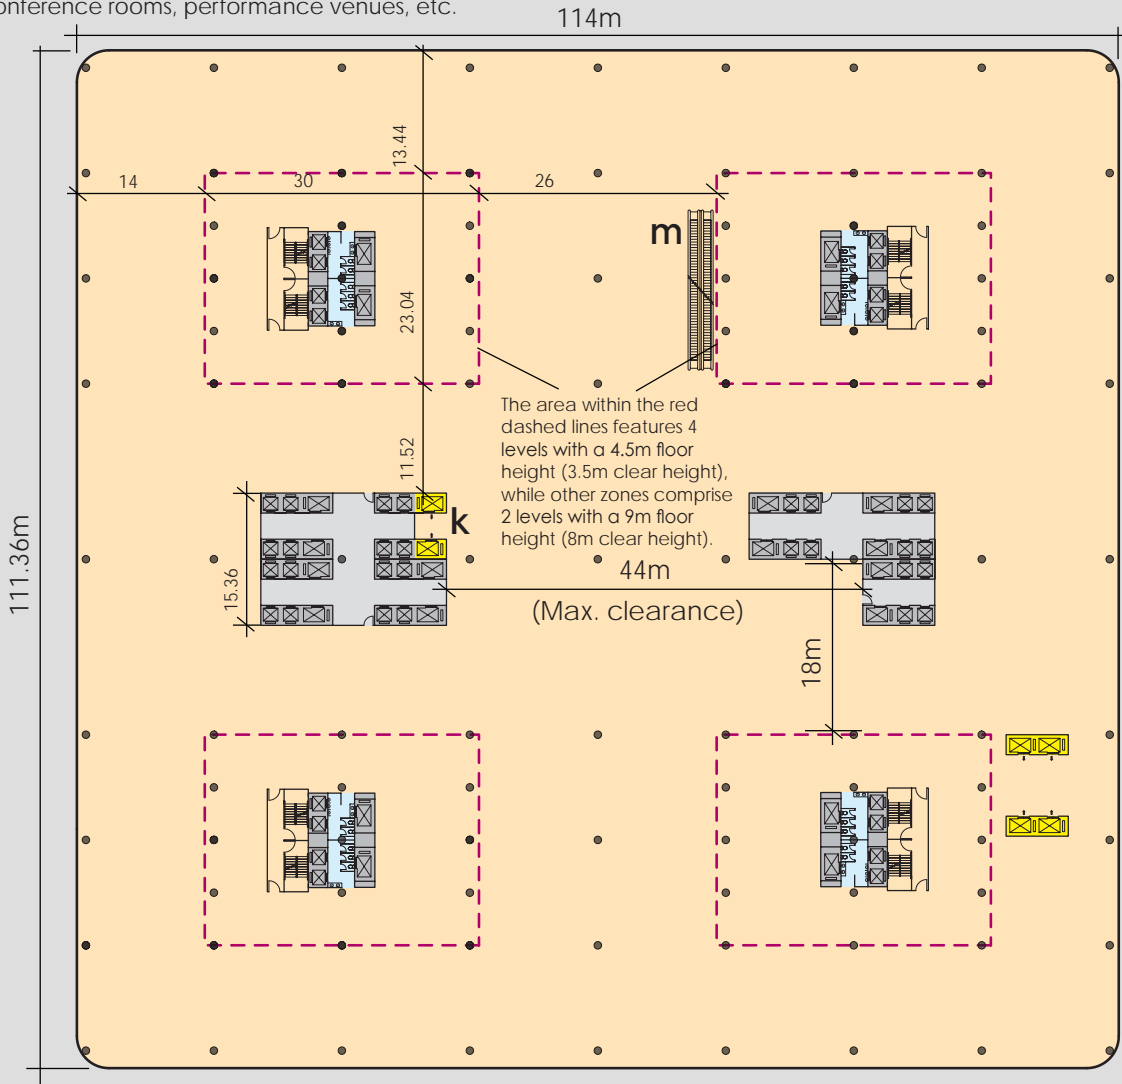 onference rooms, performance venues, etc.
114m
13.44
14
30
26
m
23.04
The area within the red
dashed lines features 4
levels with a 4.5m floor
height (3.5m clear height),
while other zones comprise
2 levels with a 9m floor
height (8m clear height).
11.52
k
111.36m
15.36
44m
(Max. clearance)
18m